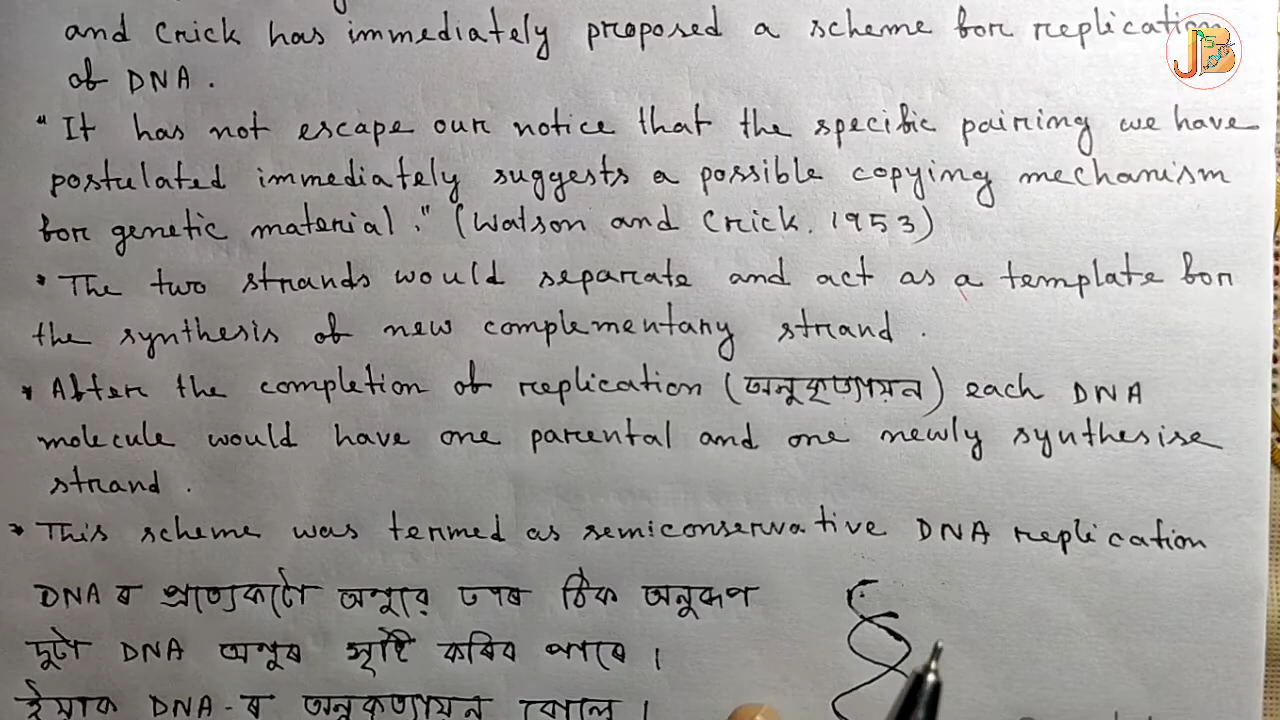 and Crick has immediately proposed a scheme for replication
of DNA.
"It has not escape our notice that the specific pairing we have
postulated immediately suggests a possible copying mechanism
for genetic material." (Watson and Crick. 1953)
* The two strands would separate and act as a template for
the synthesis of new complementary strand.
* After the completion of replication (অনুকৃত্যায়ন) each DNA
molecule would have one parental and one newly synthesise
strand.
* This scheme was termed as semiconservative DNA replication
DNA ৰ প্ৰত্যেকটো অনুৱে তাৰ ঠিক অনুৰূপ
দুটা DNA অনুৰ সৃষ্টি কৰিব পাৰে ।
ইয়াক DNA-ৰ অনুকৃত্যায়ন বোলে ।
JB